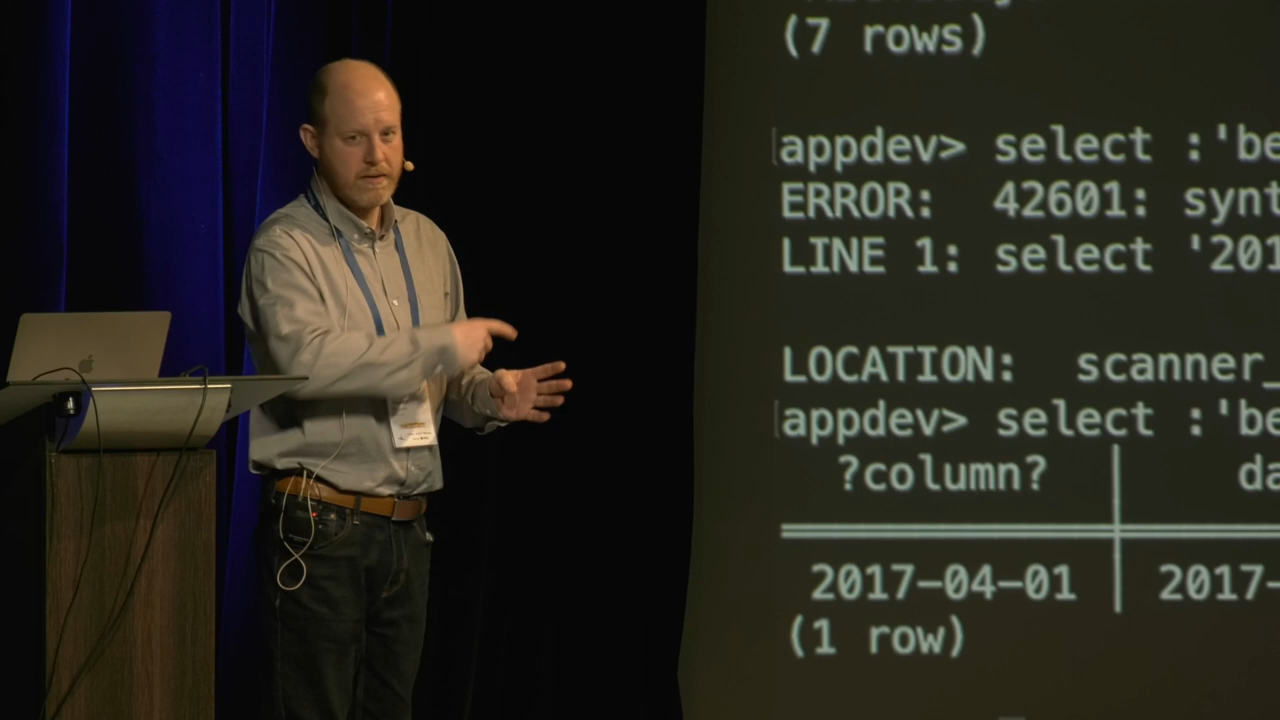 (7 rows)
appdev> select :'be
ERROR:  42601: synt
LINE 1: select '201
LOCATION:  scanner_
appdev> select :'be
?column? da
2017-04-01 2017-
(1 row)